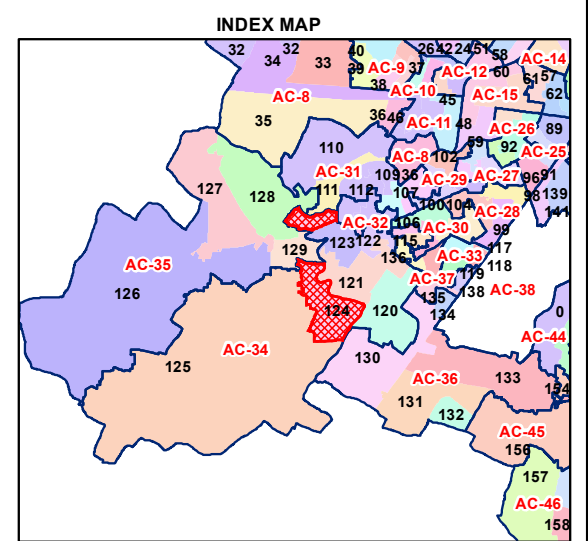 INDEX MAP
32 32 40 26 42 24 51 58 AC-14
34 33 39 AC-9 37 AC-12 60 61 57
38 AC-10 AC-15 62
AC-8 45
35 36 46 AC-11 48 AC-26 89
110 59 92 AC-25
AC-31 AC-8 102
109 36 AC-29 AC-27 96 91
127 128 111 112 107 98 139
100 104 AC-28 141
AC-32 106 AC-30 99
123 122 115 117
129 136 AC-33 118
AC-35 121 AC-37 119
126 135 138 AC-38
124 120 134 0
AC-34 AC-44
125 130
AC-36 133 154
131
132 AC-45
156
157
AC-46
158